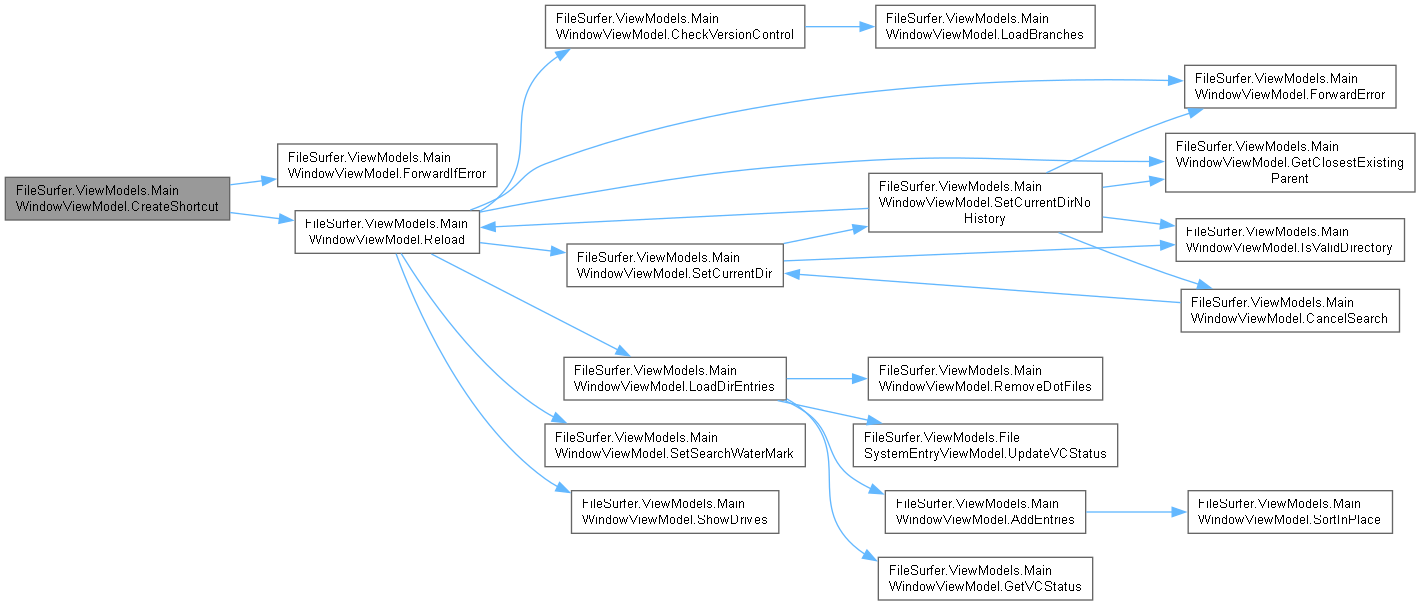 FileSurfer.ViewModels.Main
WindowViewModel.CreateShortcut
FileSurfer.ViewModels.Main
WindowViewModel.ForwardIfError
FileSurfer.ViewModels.Main
WindowViewModel.Reload
FileSurfer.ViewModels.Main
WindowViewModel.CheckVersionControl
FileSurfer.ViewModels.Main
WindowViewModel.LoadBranches
FileSurfer.ViewModels.Main
WindowViewModel.ForwardError
FileSurfer.ViewModels.Main
WindowViewModel.GetClosestExisting
Parent
FileSurfer.ViewModels.Main
WindowViewModel.SetCurrentDirNo
History
FileSurfer.ViewModels.Main
WindowViewModel.IsValidDirectory
FileSurfer.ViewModels.Main
WindowViewModel.SetCurrentDir
FileSurfer.ViewModels.Main
WindowViewModel.CancelSearch
FileSurfer.ViewModels.Main
WindowViewModel.LoadDirEntries
FileSurfer.ViewModels.Main
WindowViewModel.RemoveDotFiles
FileSurfer.ViewModels.Main
WindowViewModel.SetSearchWaterMark
FileSurfer.ViewModels.File
SystemEntryViewModel.UpdateVCStatus
FileSurfer.ViewModels.Main
WindowViewModel.ShowDrives
FileSurfer.ViewModels.Main
WindowViewModel.AddEntries
FileSurfer.ViewModels.Main
WindowViewModel.SortInPlace
FileSurfer.ViewModels.Main
WindowViewModel.GetVCStatus